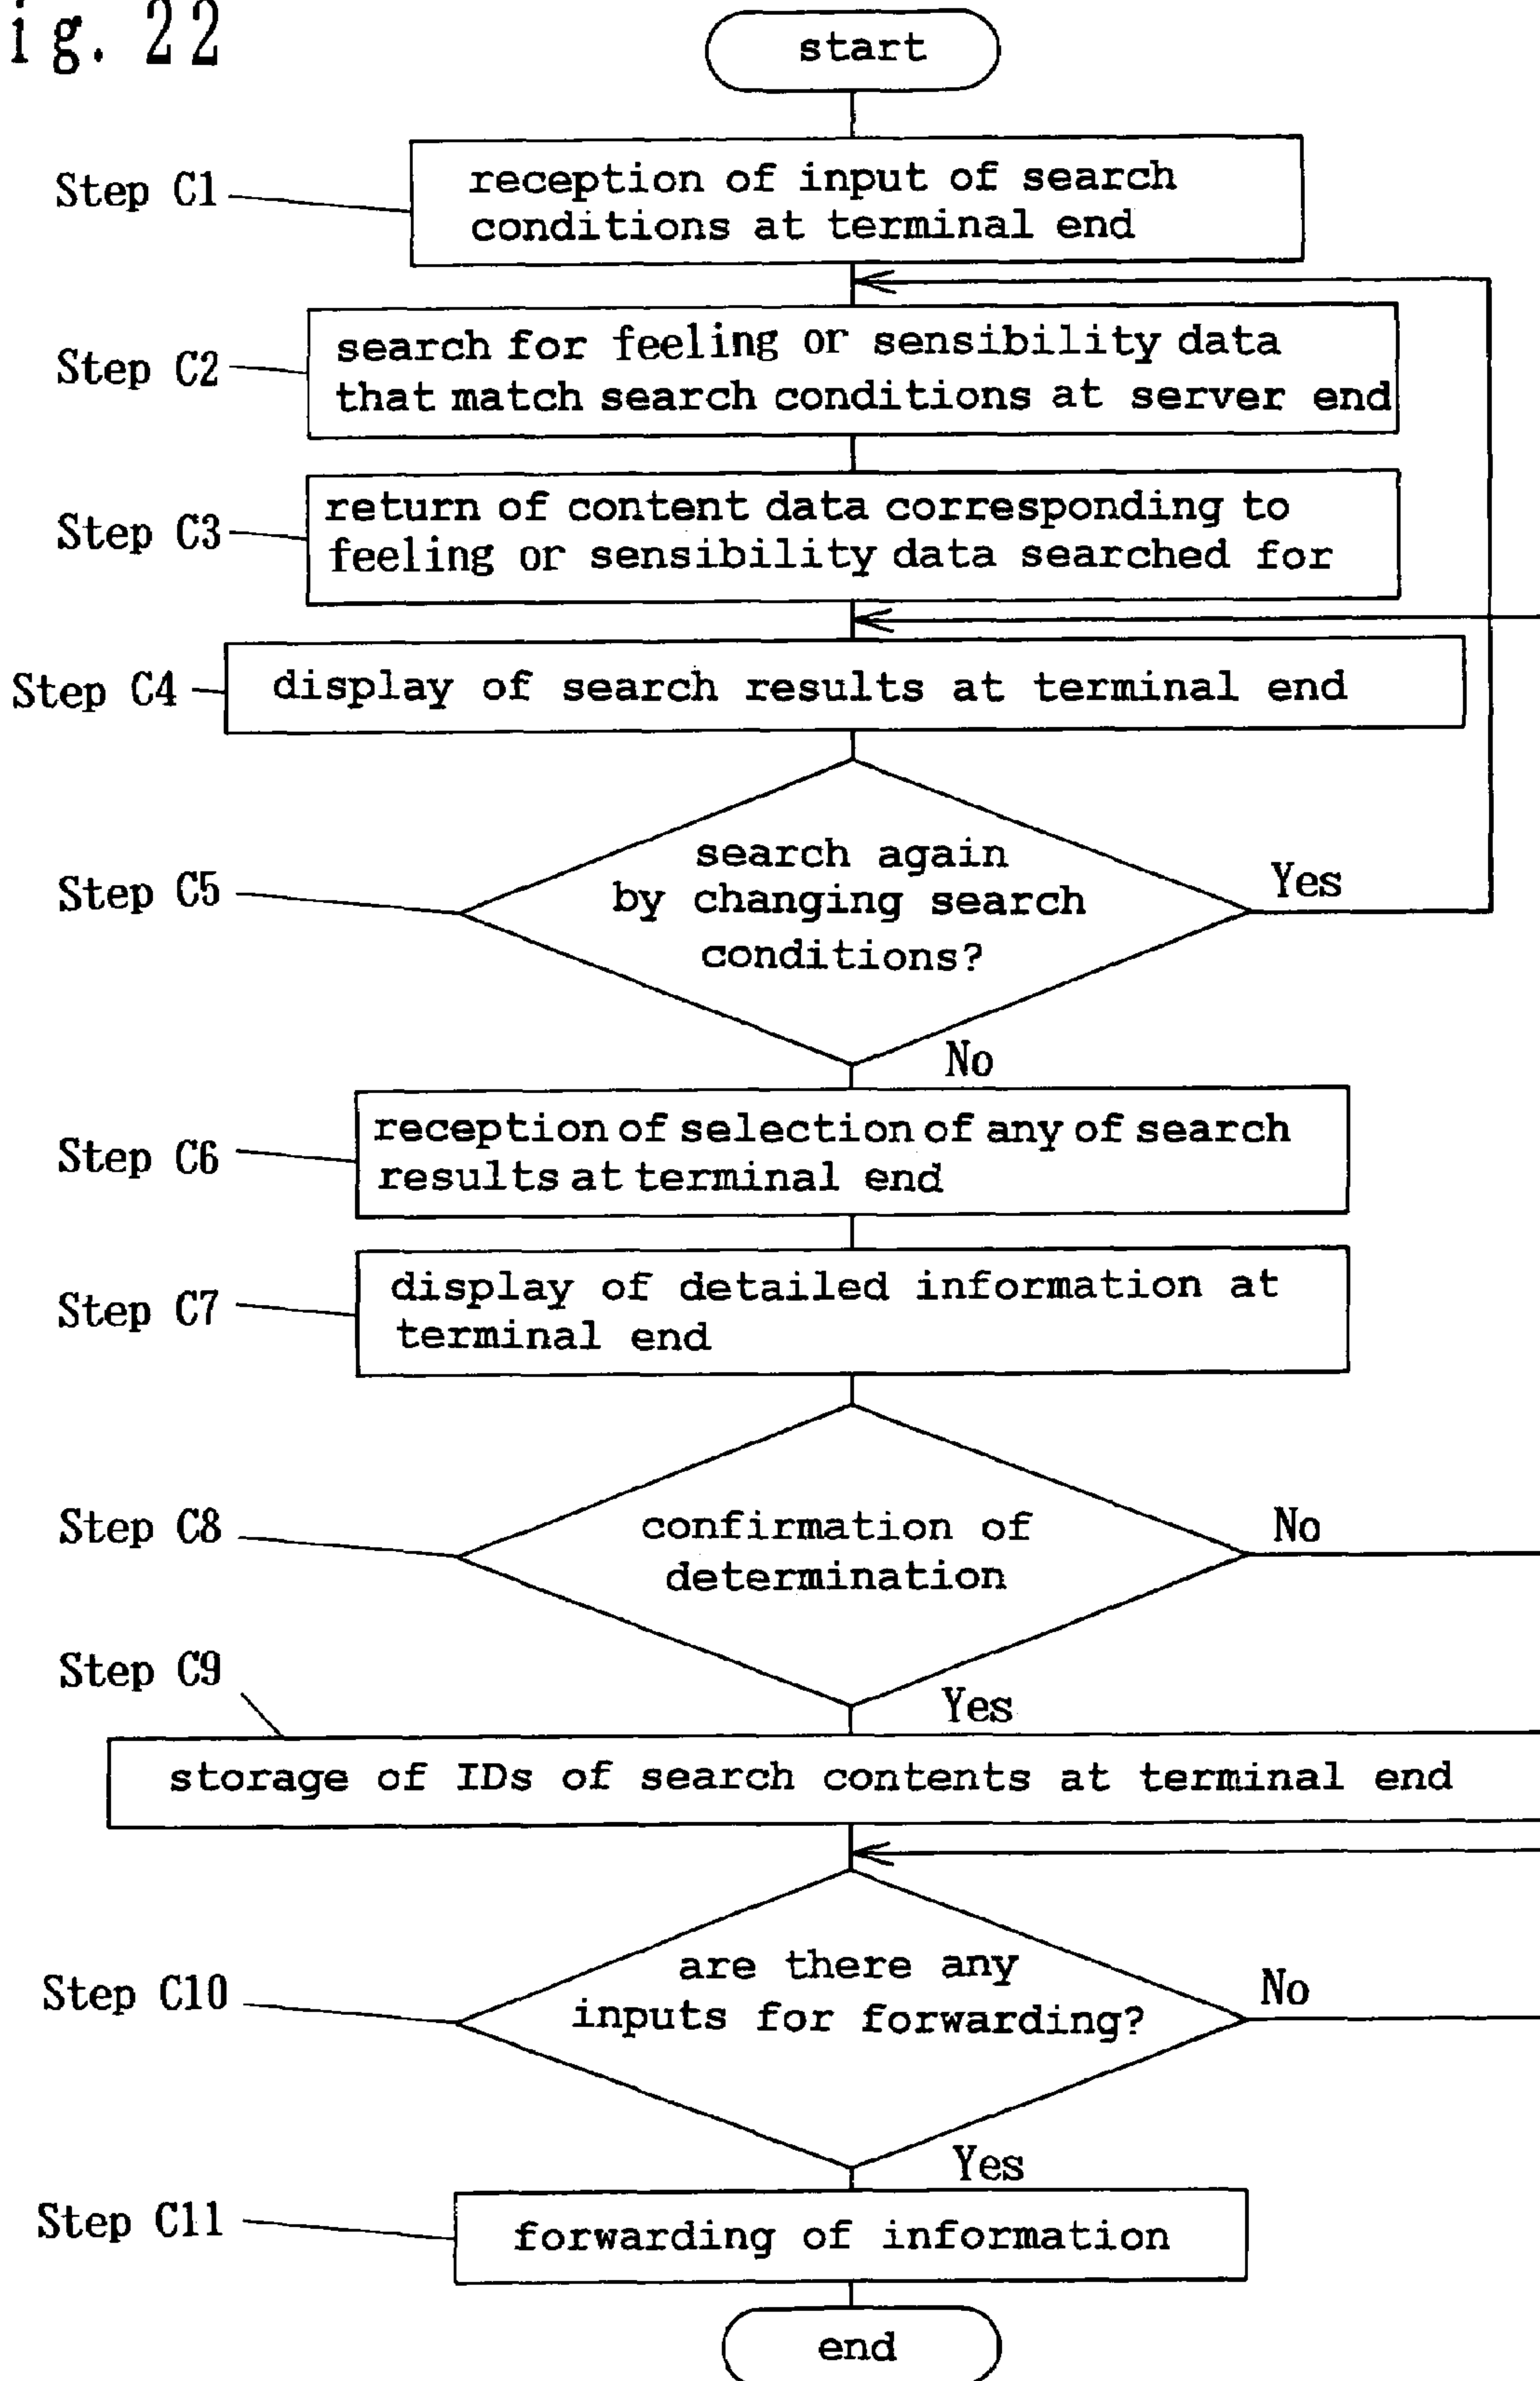 ig. 22
start
Step C1
reception of input of search
conditions at terminal end
Step C2
search for feeling or sensibility data
that match search conditions at server end
Step C3
return of content data corresponding to
feeling or sensibility data searched for
Step C4
display of search results at terminal end
Step C5
search again
by changing search
conditions?
Yes
No
Step C6
reception of selection of any of search
results at terminal end
Step C7
display of detailed information at
terminal end
Step C8
confirmation of
determination
No
Yes
Step C9
storage of IDs of search contents at terminal end
Step C10
are there any
inputs for forwarding?
No
Yes
Step C11
forwarding of information
end